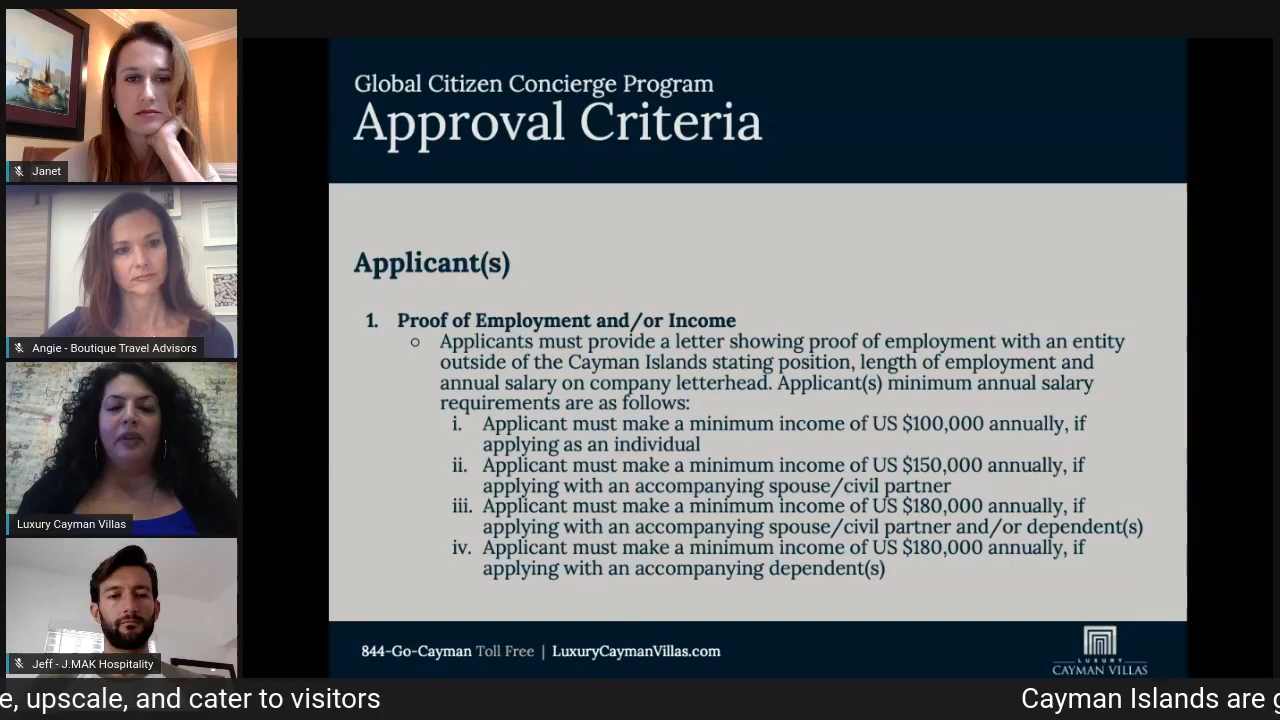 Janet
Angie - Boutique Travel Advisors
Luxury Cayman Villas
Jeff - J.MAK Hospitality
Global Citizen Concierge Program
Approval Criteria
Applicant(s)
1. Proof of Employment and/or Income
○ Applicants must provide a letter showing proof of employment with an entity
outside of the Cayman Islands stating position, length of employment and
annual salary on company letterhead. Applicant(s) minimum annual salary
requirements are as follows:
i. Applicant must make a minimum income of US $100,000 annually, if
applying as an individual
ii. Applicant must make a minimum income of US $150,000 annually, if
applying with an accompanying spouse/civil partner
iii. Applicant must make a minimum income of US $180,000 annually, if
applying with an accompanying spouse/civil partner and/or dependent(s)
iv. Applicant must make a minimum income of US $180,000 annually, if
applying with an accompanying dependent(s)
844-Go-Cayman Toll Free | LuxuryCaymanVillas.com
LUXURY
CAYMAN VILLAS
e, upscale, and cater to visitors
Cayman Islands are